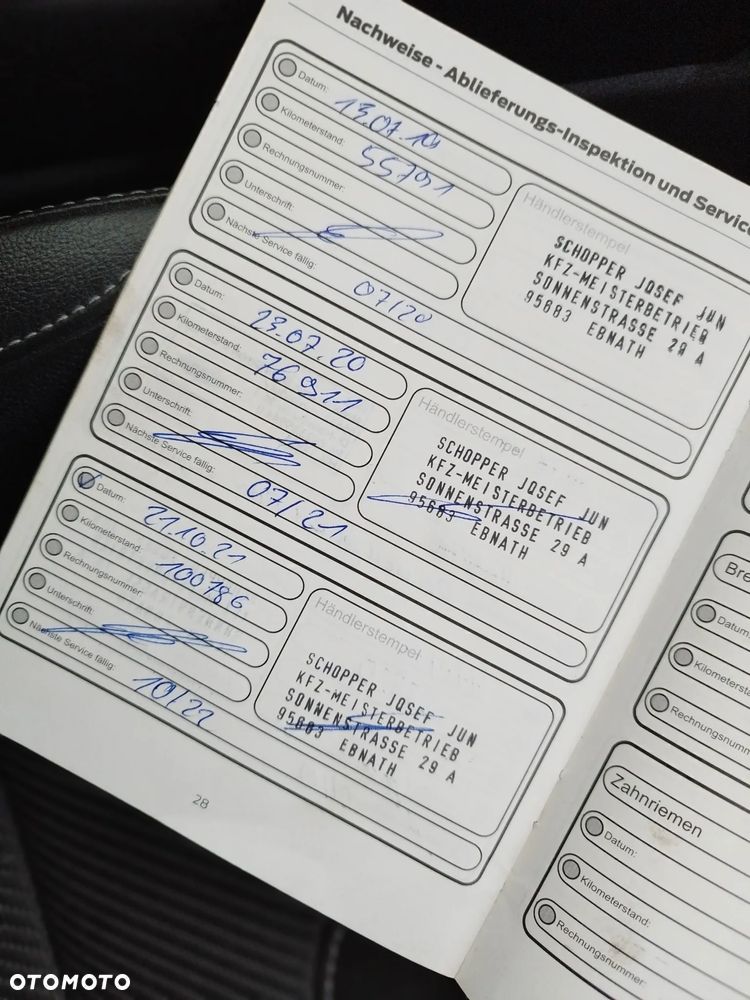 Nachweise - Ablieferungs-Inspektion und Service
Datum: 13.07.19
Kilometerstand: 55791
Rechnungsnummer:
Unterschrift:
Nächste Service fällig: 07/20
Händlerstempel
SCHOPPER JOSEF JUN
KFZ-MEISTERBETRIEB
SONNENSTRASSE 29 A
95683 EBNATH
Datum: 23.07.20
Kilometerstand: 76911
Rechnungsnummer:
Unterschrift:
Nächste Service fällig: 07/21
Händlerstempel
SCHOPPER JOSEF JUN
KFZ-MEISTERBETRIEB
SONNENSTRASSE 29 A
95683 EBNATH
Datum: 21.10.21
Kilometerstand: 100186
Rechnungsnummer:
Unterschrift:
Nächste Service fällig: 10/22
Händlerstempel
SCHOPPER JOSEF JUN
KFZ-MEISTERBETRIEB
SONNENSTRASSE 29 A
95683 EBNATH
28
Bre
Datum:
Kilometerstand
Rechnungsnumm
Zahnriemen
Datum:
Kilometerstand:
Rechnungsnummer:
OTOMOTO